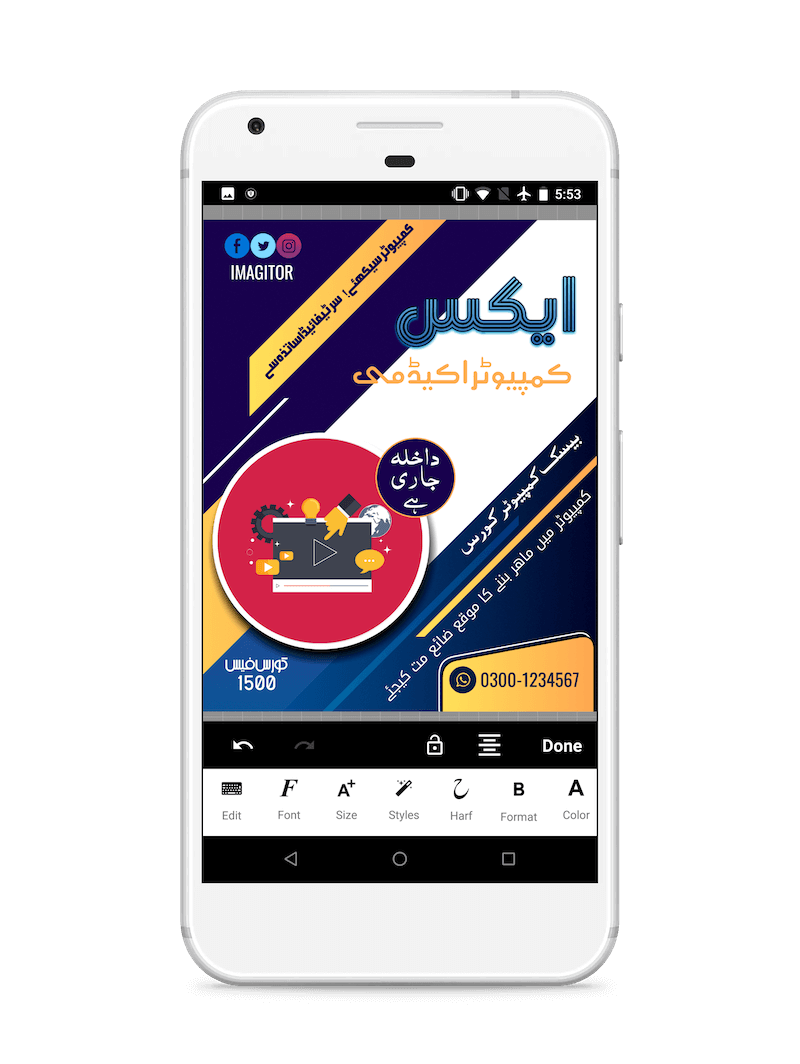 5:53
IMAGITOR
کمپیوٹر سیکھئے! سرٹیفائیڈ اساتذہ سے
ایکس
کمپیوٹر اکیڈمی
داخلہ
جاری
ہے
بیسک کمپیوٹر کورس
کمپیوٹر میں ماہر بننے کا موقع ضائع مت کیجئے
کورس فیس
1500
0300-1234567
Done
Edit Font Size Styles Harf Format Color